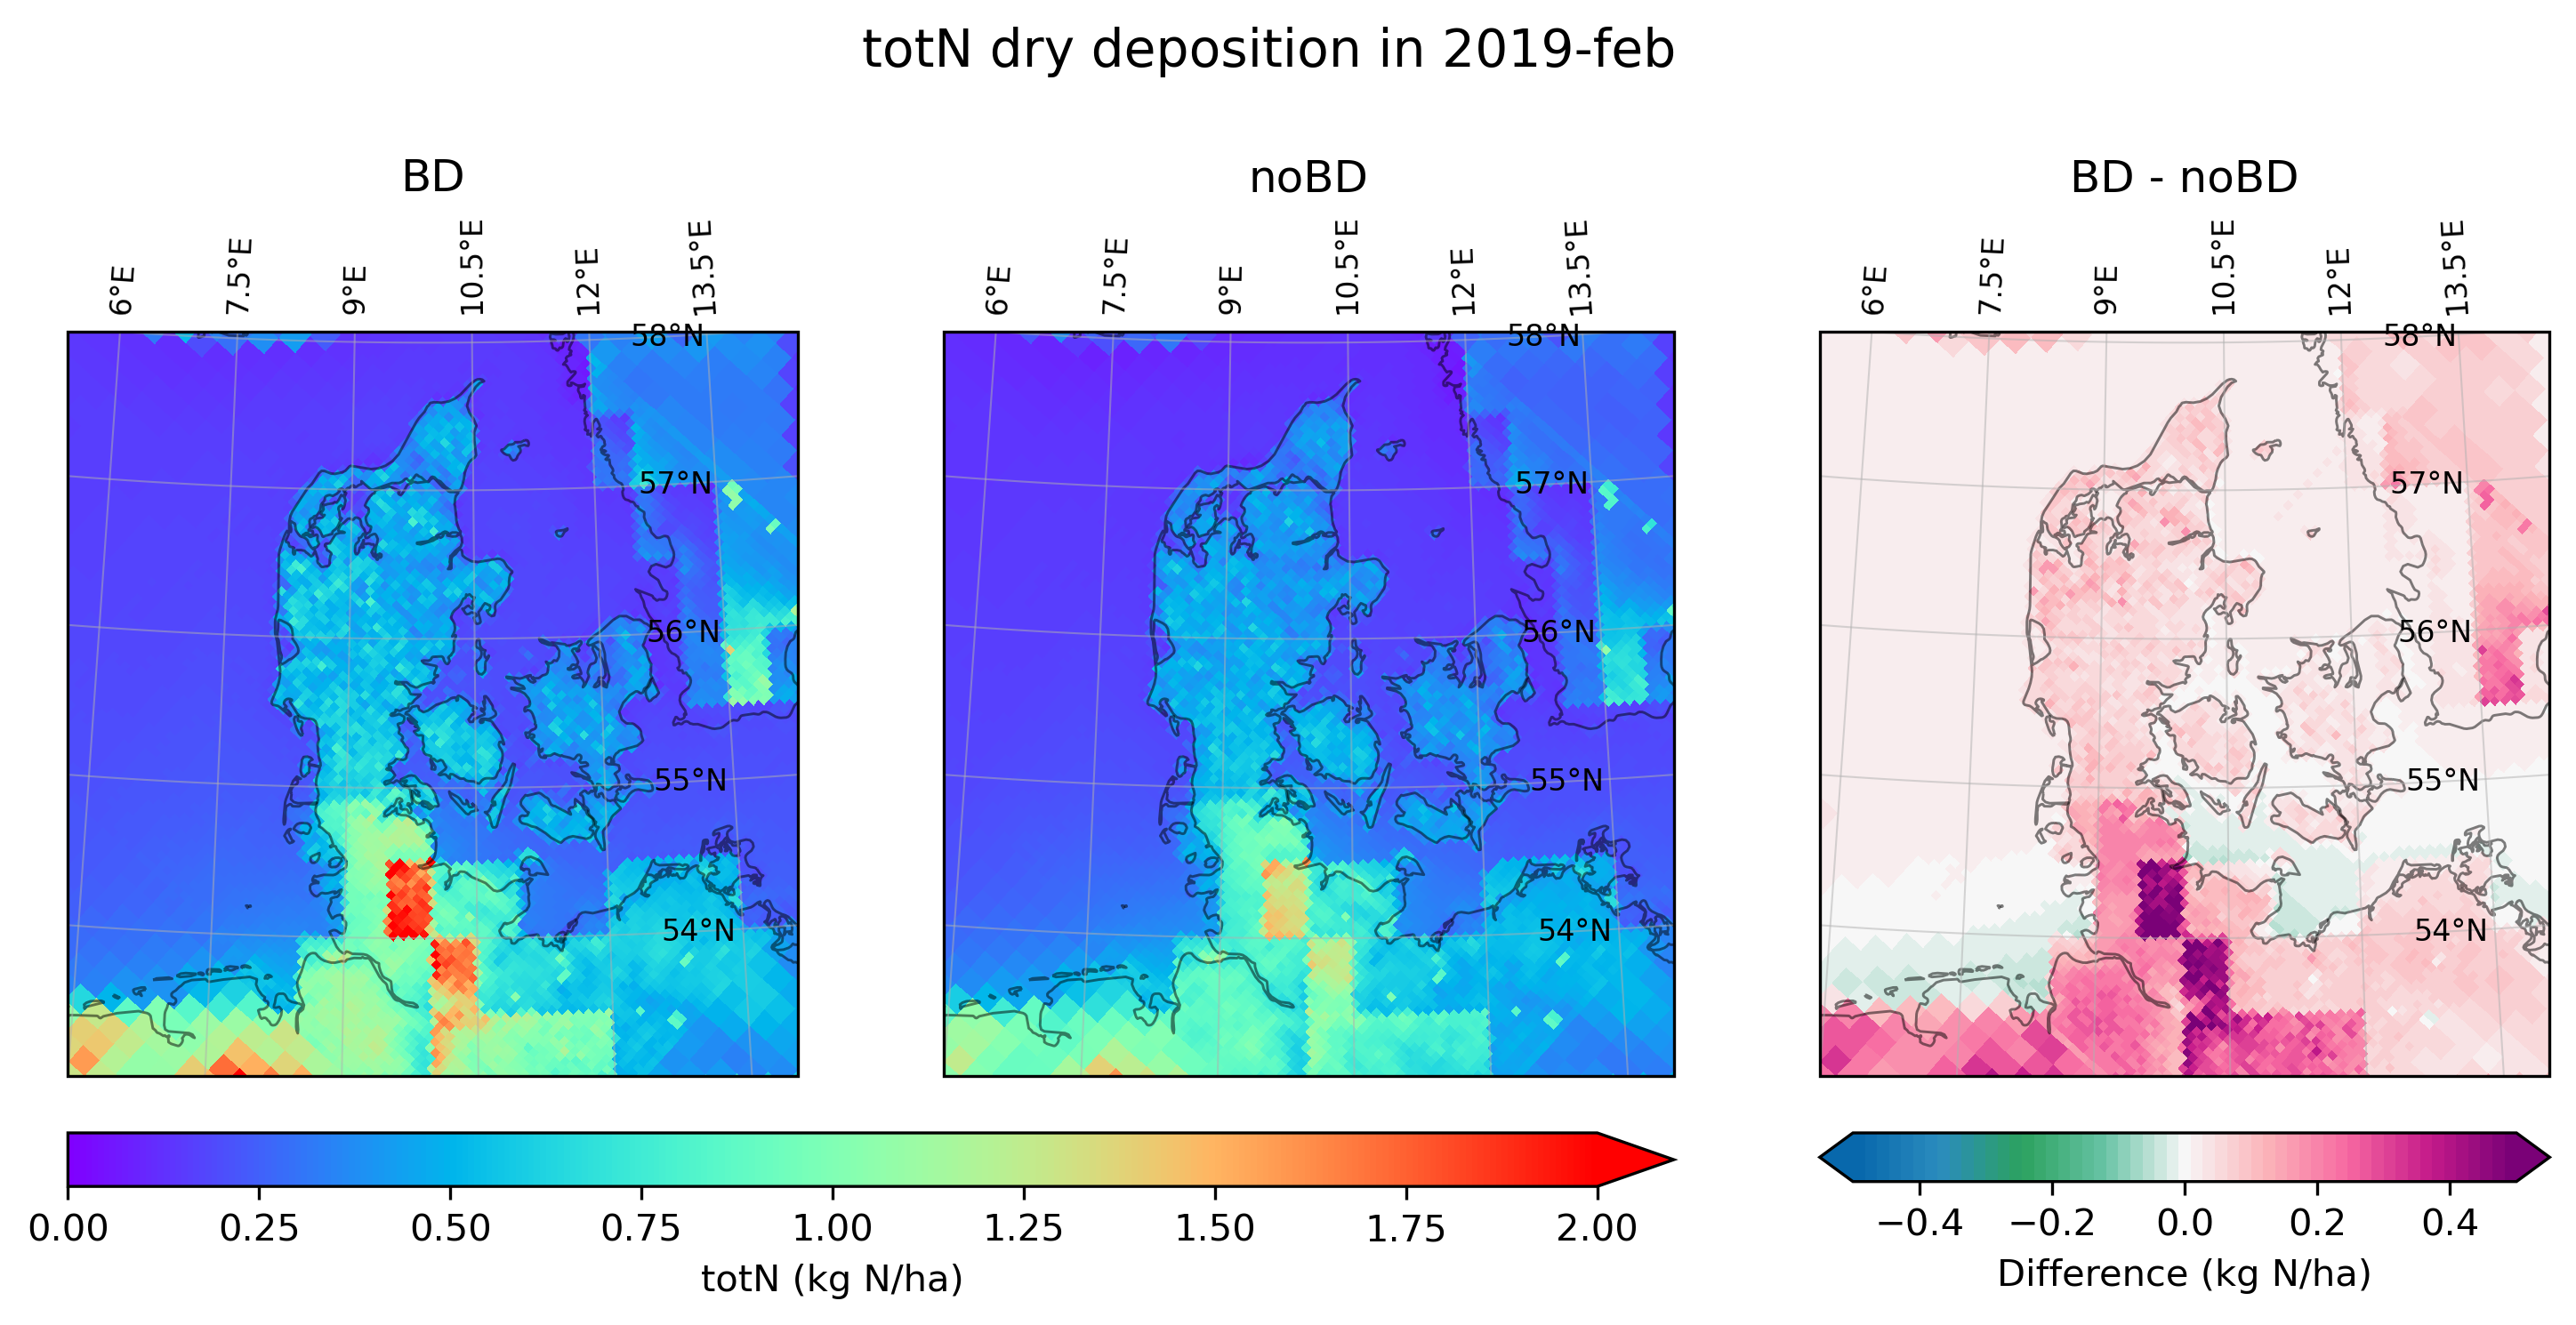 totN dry deposition in 2019-feb
BD
noBD
BD - noBD
6°E 7.5°E 9°E 10.5°E 12°E 13.5°E
6°E 7.5°E 9°E 10.5°E 12°E 13.5°E
6°E 7.5°E 9°E 10.5°E 12°E 13.5°E
58°N 58°N 58°N
57°N 57°N 57°N
56°N 56°N 56°N
55°N 55°N 55°N
54°N 54°N 54°N
0.00 0.25 0.50 0.75 1.00 1.25 1.50 1.75 2.00
totN (kg N/ha)
−0.4 −0.2 0.0 0.2 0.4
Difference (kg N/ha)